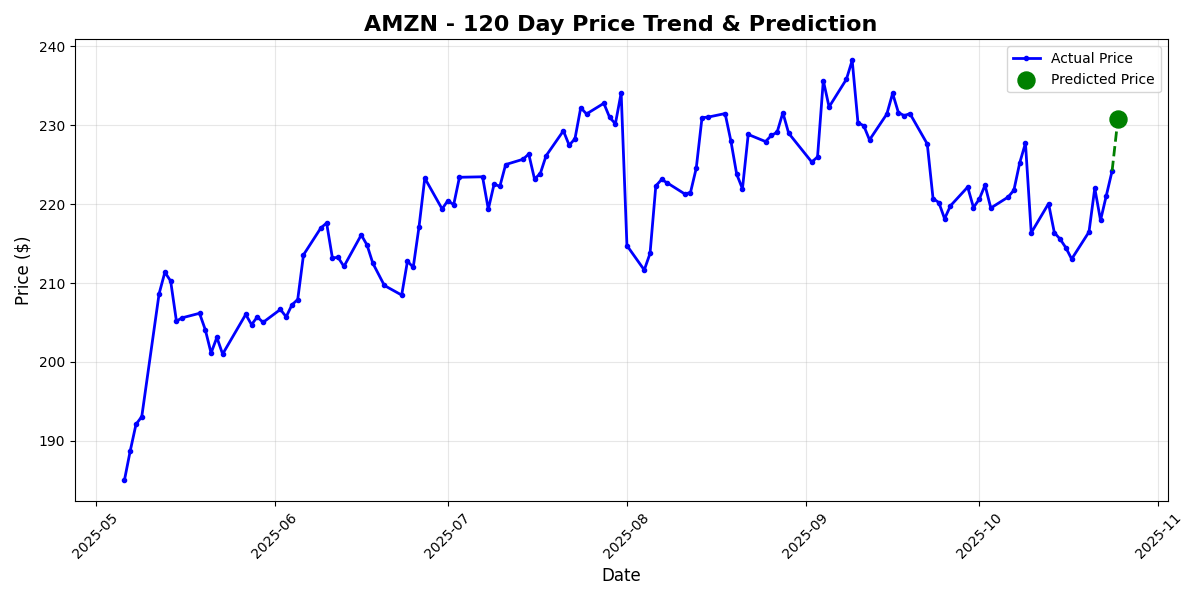 AMZN - 120 Day Price Trend & Prediction
Actual Price
Predicted Price
Price ($)
240
230
220
210
200
190
2025-05
2025-06
2025-07
2025-08
2025-09
2025-10
2025-11
Date